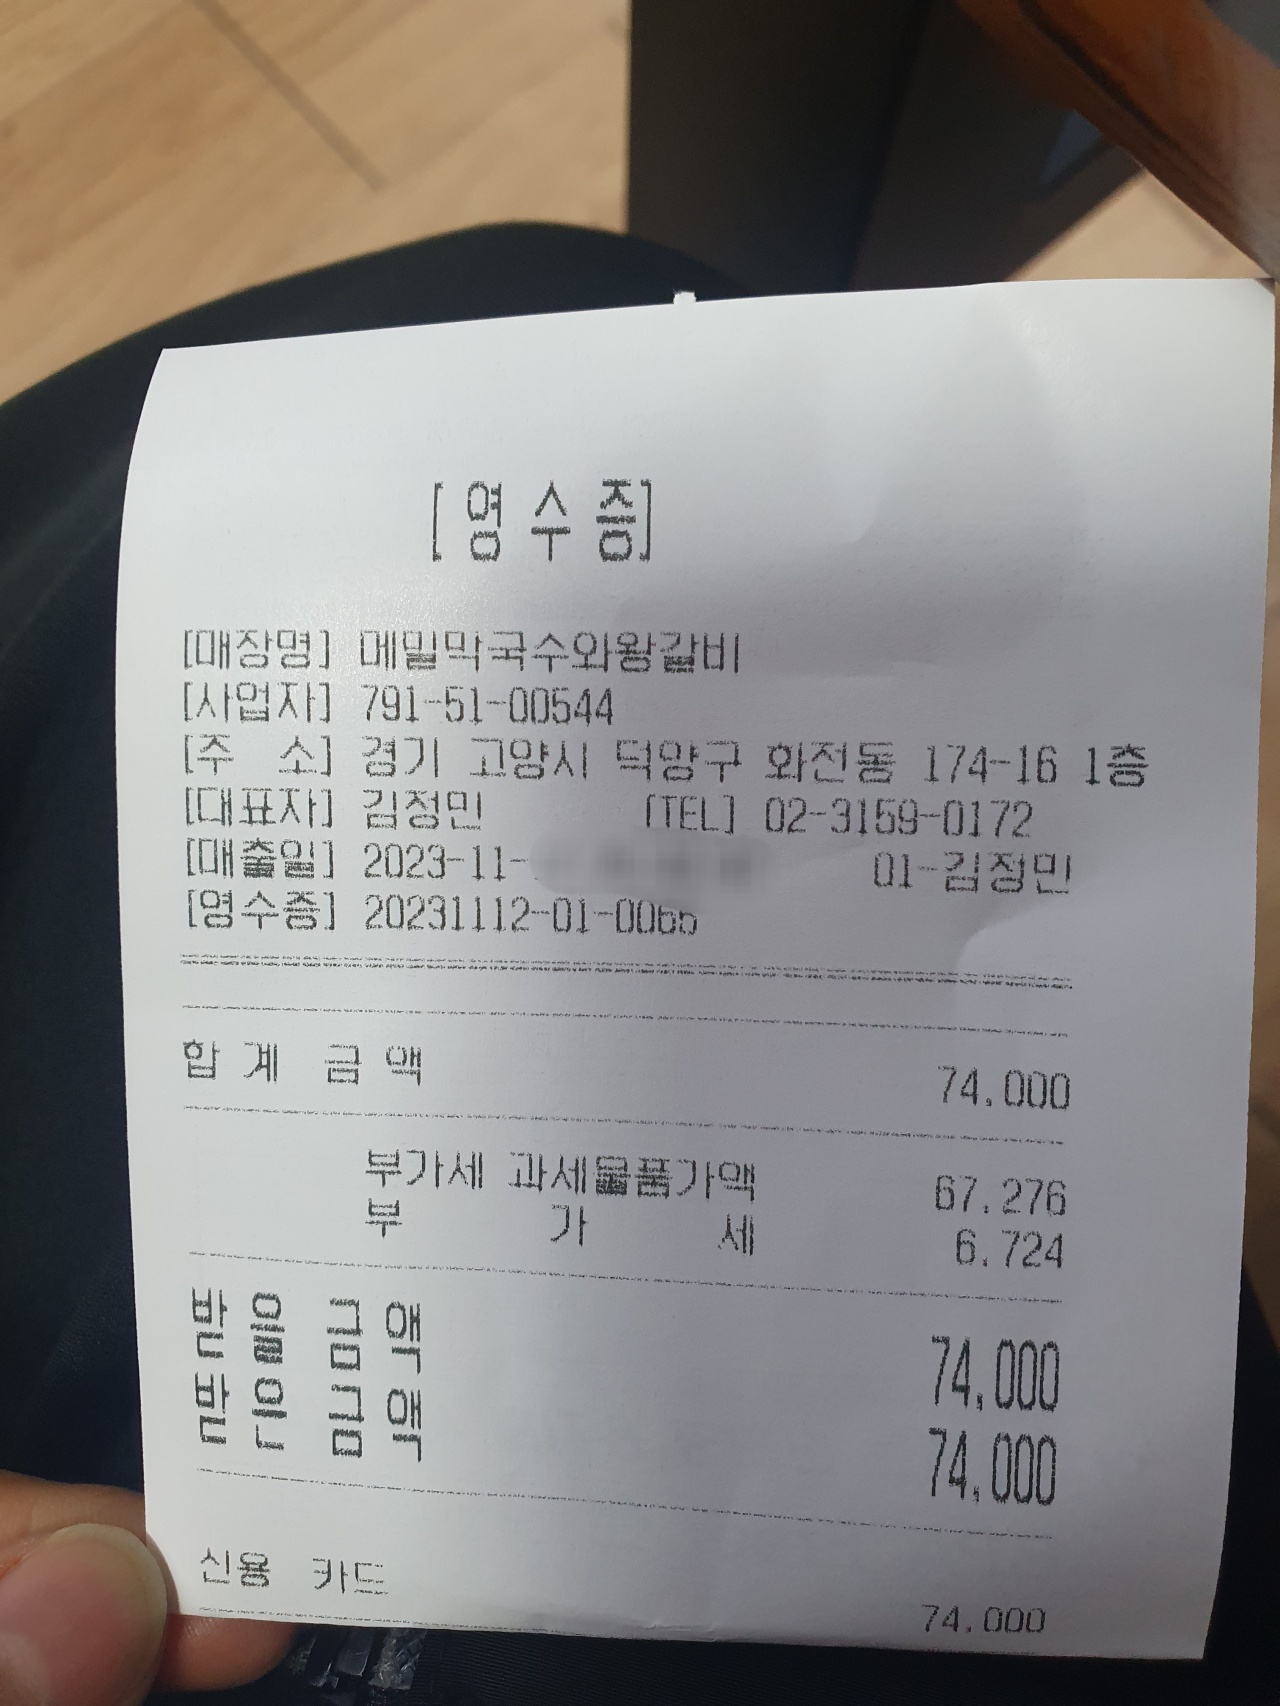 [영수증]
[매장명] 메밀막국수와왕갈비
[사업자] 791-51-00544
[주 소] 경기 고양시 덕양구 화전동 174-16 1층
[대표자] 김정민 [TEL] 02-3159-0172
[매출일] 2023-11- 01-김정민
[영수증] 20231112-01-0066
합 계 금 액 74.000
부가세 과세물품가액 67.276
부 가 세 6.724
받 을 금 액 74,000
받 은 금 액 74,000
신용 카드 74.000